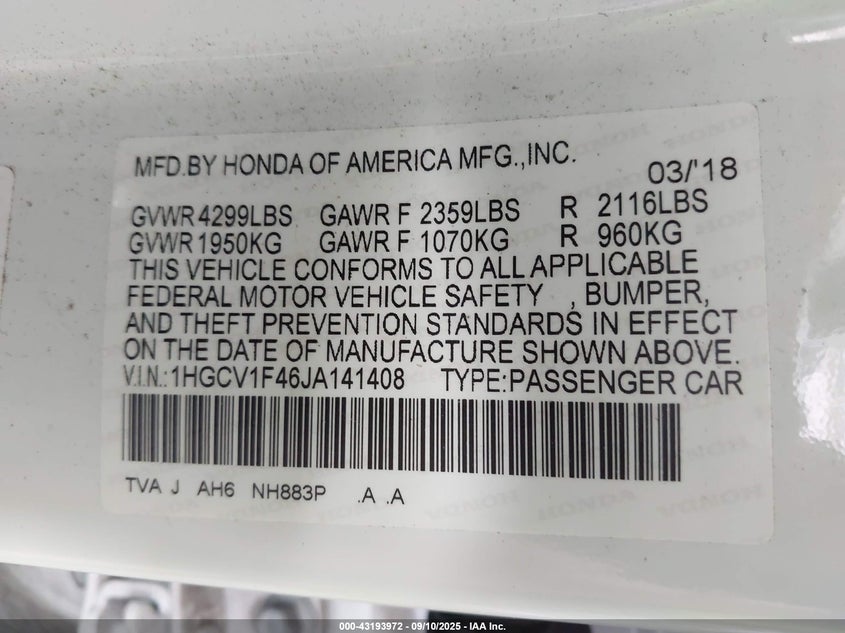 MFD.BY HONDA OF AMERICA MFG.,INC. 03/'18
GVWR 4299LBS GAWR F 2359LBS R 2116LBS
GVWR 1950KG GAWR F 1070KG R 960KG
THIS VEHICLE CONFORMS TO ALL APPLICABLE
FEDERAL MOTOR VEHICLE SAFETY , BUMPER,
AND THEFT PREVENTION STANDARDS IN EFFECT
ON THE DATE OF MANUFACTURE SHOWN ABOVE.
V.I.N.:1HGCV1F46JA141408 TYPE:PASSENGER CAR
TVA J AH6 NH883P .A .A
000-43193972 - 09/10/2025 - IAA Inc.